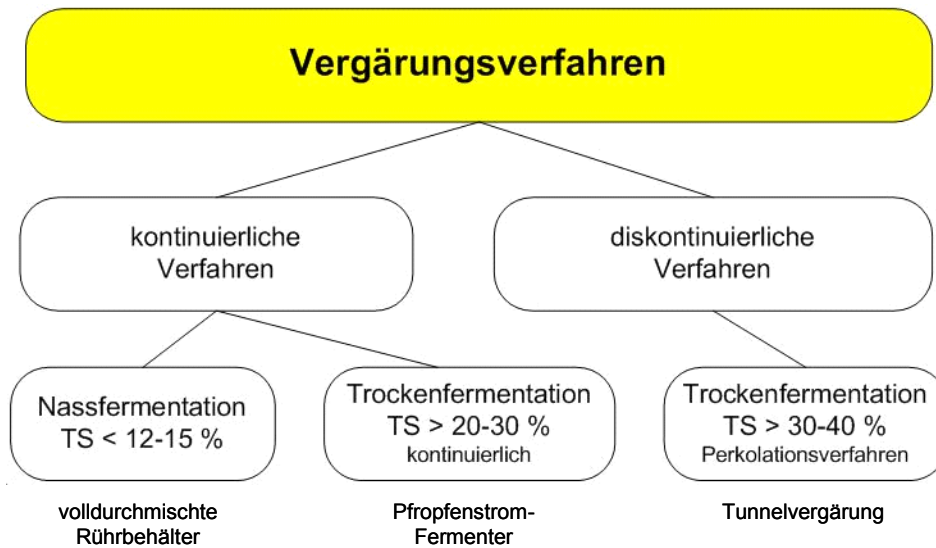 Vergärungsverfahren
kontinuierliche
Verfahren
diskontinuierliche
Verfahren
Nassfermentation
TS < 12-15 %
Trockenfermentation
TS > 20-30 %
kontinuierlich
Trockenfermentation
TS > 30-40 %
Perkolationsverfahren
volldurchmischte
Rührbehälter
Pfropfenstrom-
Fermenter
Tunnelvergärung